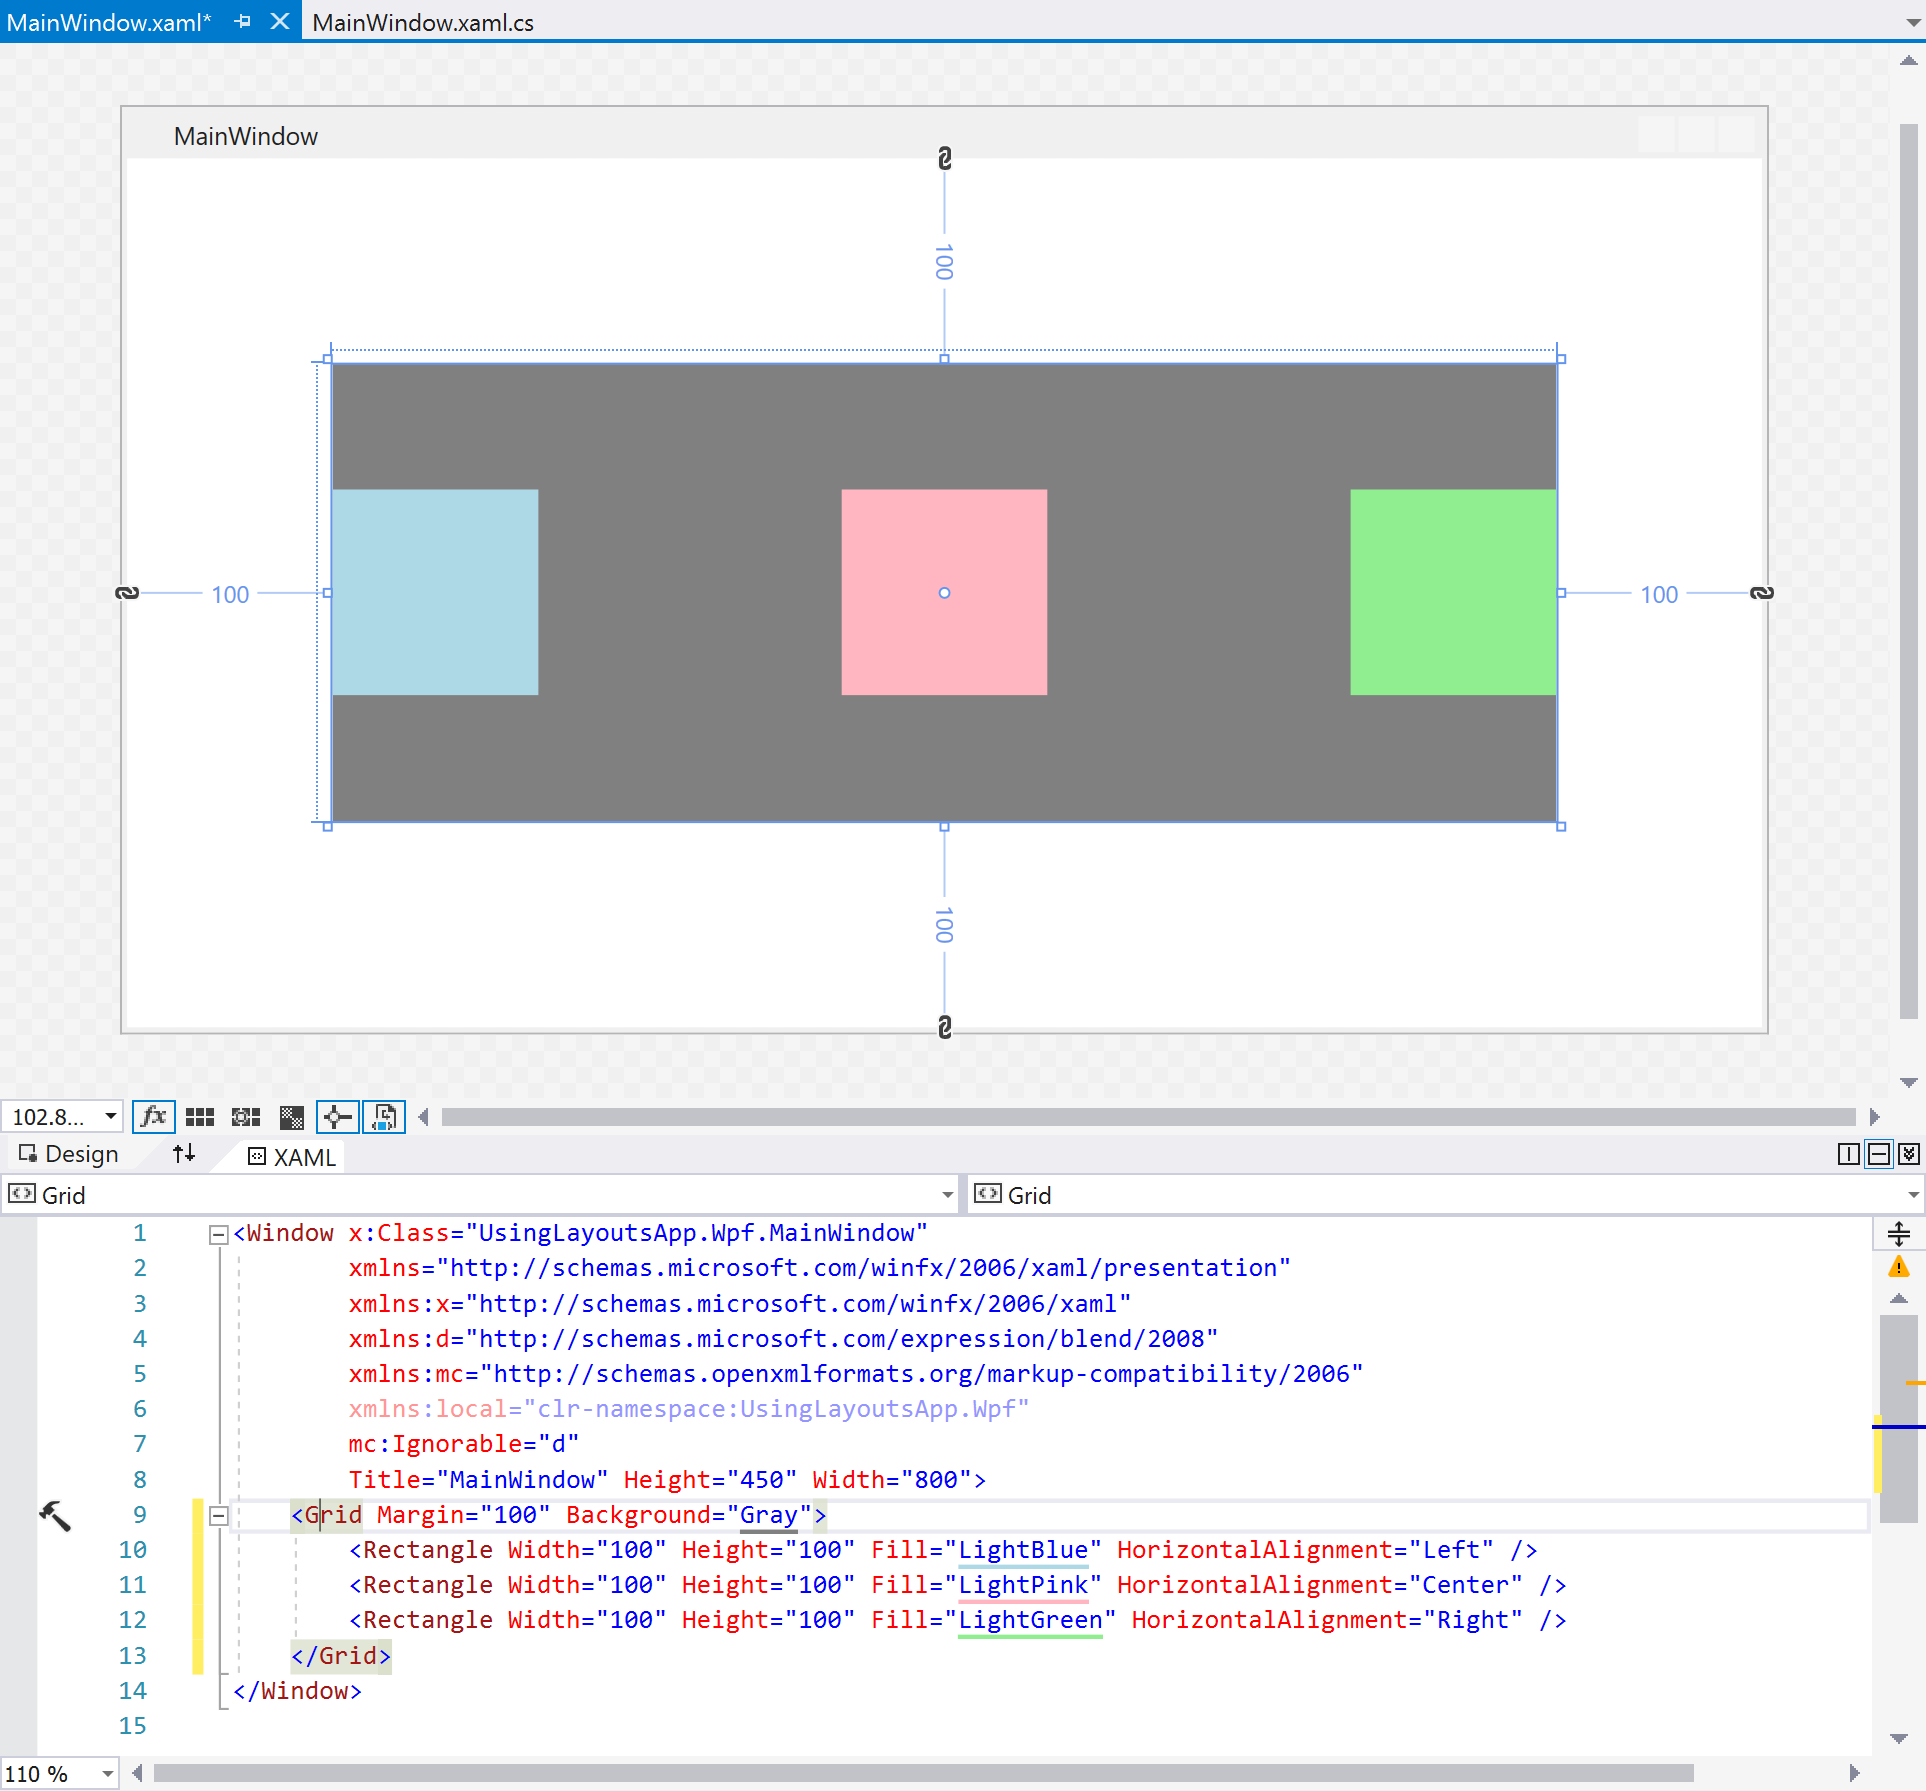 MainWindow.xaml*
MainWindow.xaml.cs
MainWindow
100
100
100
100
102.8...
fx
Design
XAML
Grid
Grid
1 <Window x:Class="UsingLayoutsApp.Wpf.MainWindow"
2 xmlns="http://schemas.microsoft.com/winfx/2006/xaml/presentation"
3 xmlns:x="http://schemas.microsoft.com/winfx/2006/xaml"
4 xmlns:d="http://schemas.microsoft.com/expression/blend/2008"
5 xmlns:mc="http://schemas.openxmlformats.org/markup-compatibility/2006"
6 xmlns:local="clr-namespace:UsingLayoutsApp.Wpf"
7 mc:Ignorable="d"
8 Title="MainWindow" Height="450" Width="800">
9 <Grid Margin="100" Background="Gray">
10 <Rectangle Width="100" Height="100" Fill="LightBlue" HorizontalAlignment="Left" />
11 <Rectangle Width="100" Height="100" Fill="LightPink" HorizontalAlignment="Center" />
12 <Rectangle Width="100" Height="100" Fill="LightGreen" HorizontalAlignment="Right" />
13 </Grid>
14 </Window>
15
110 %